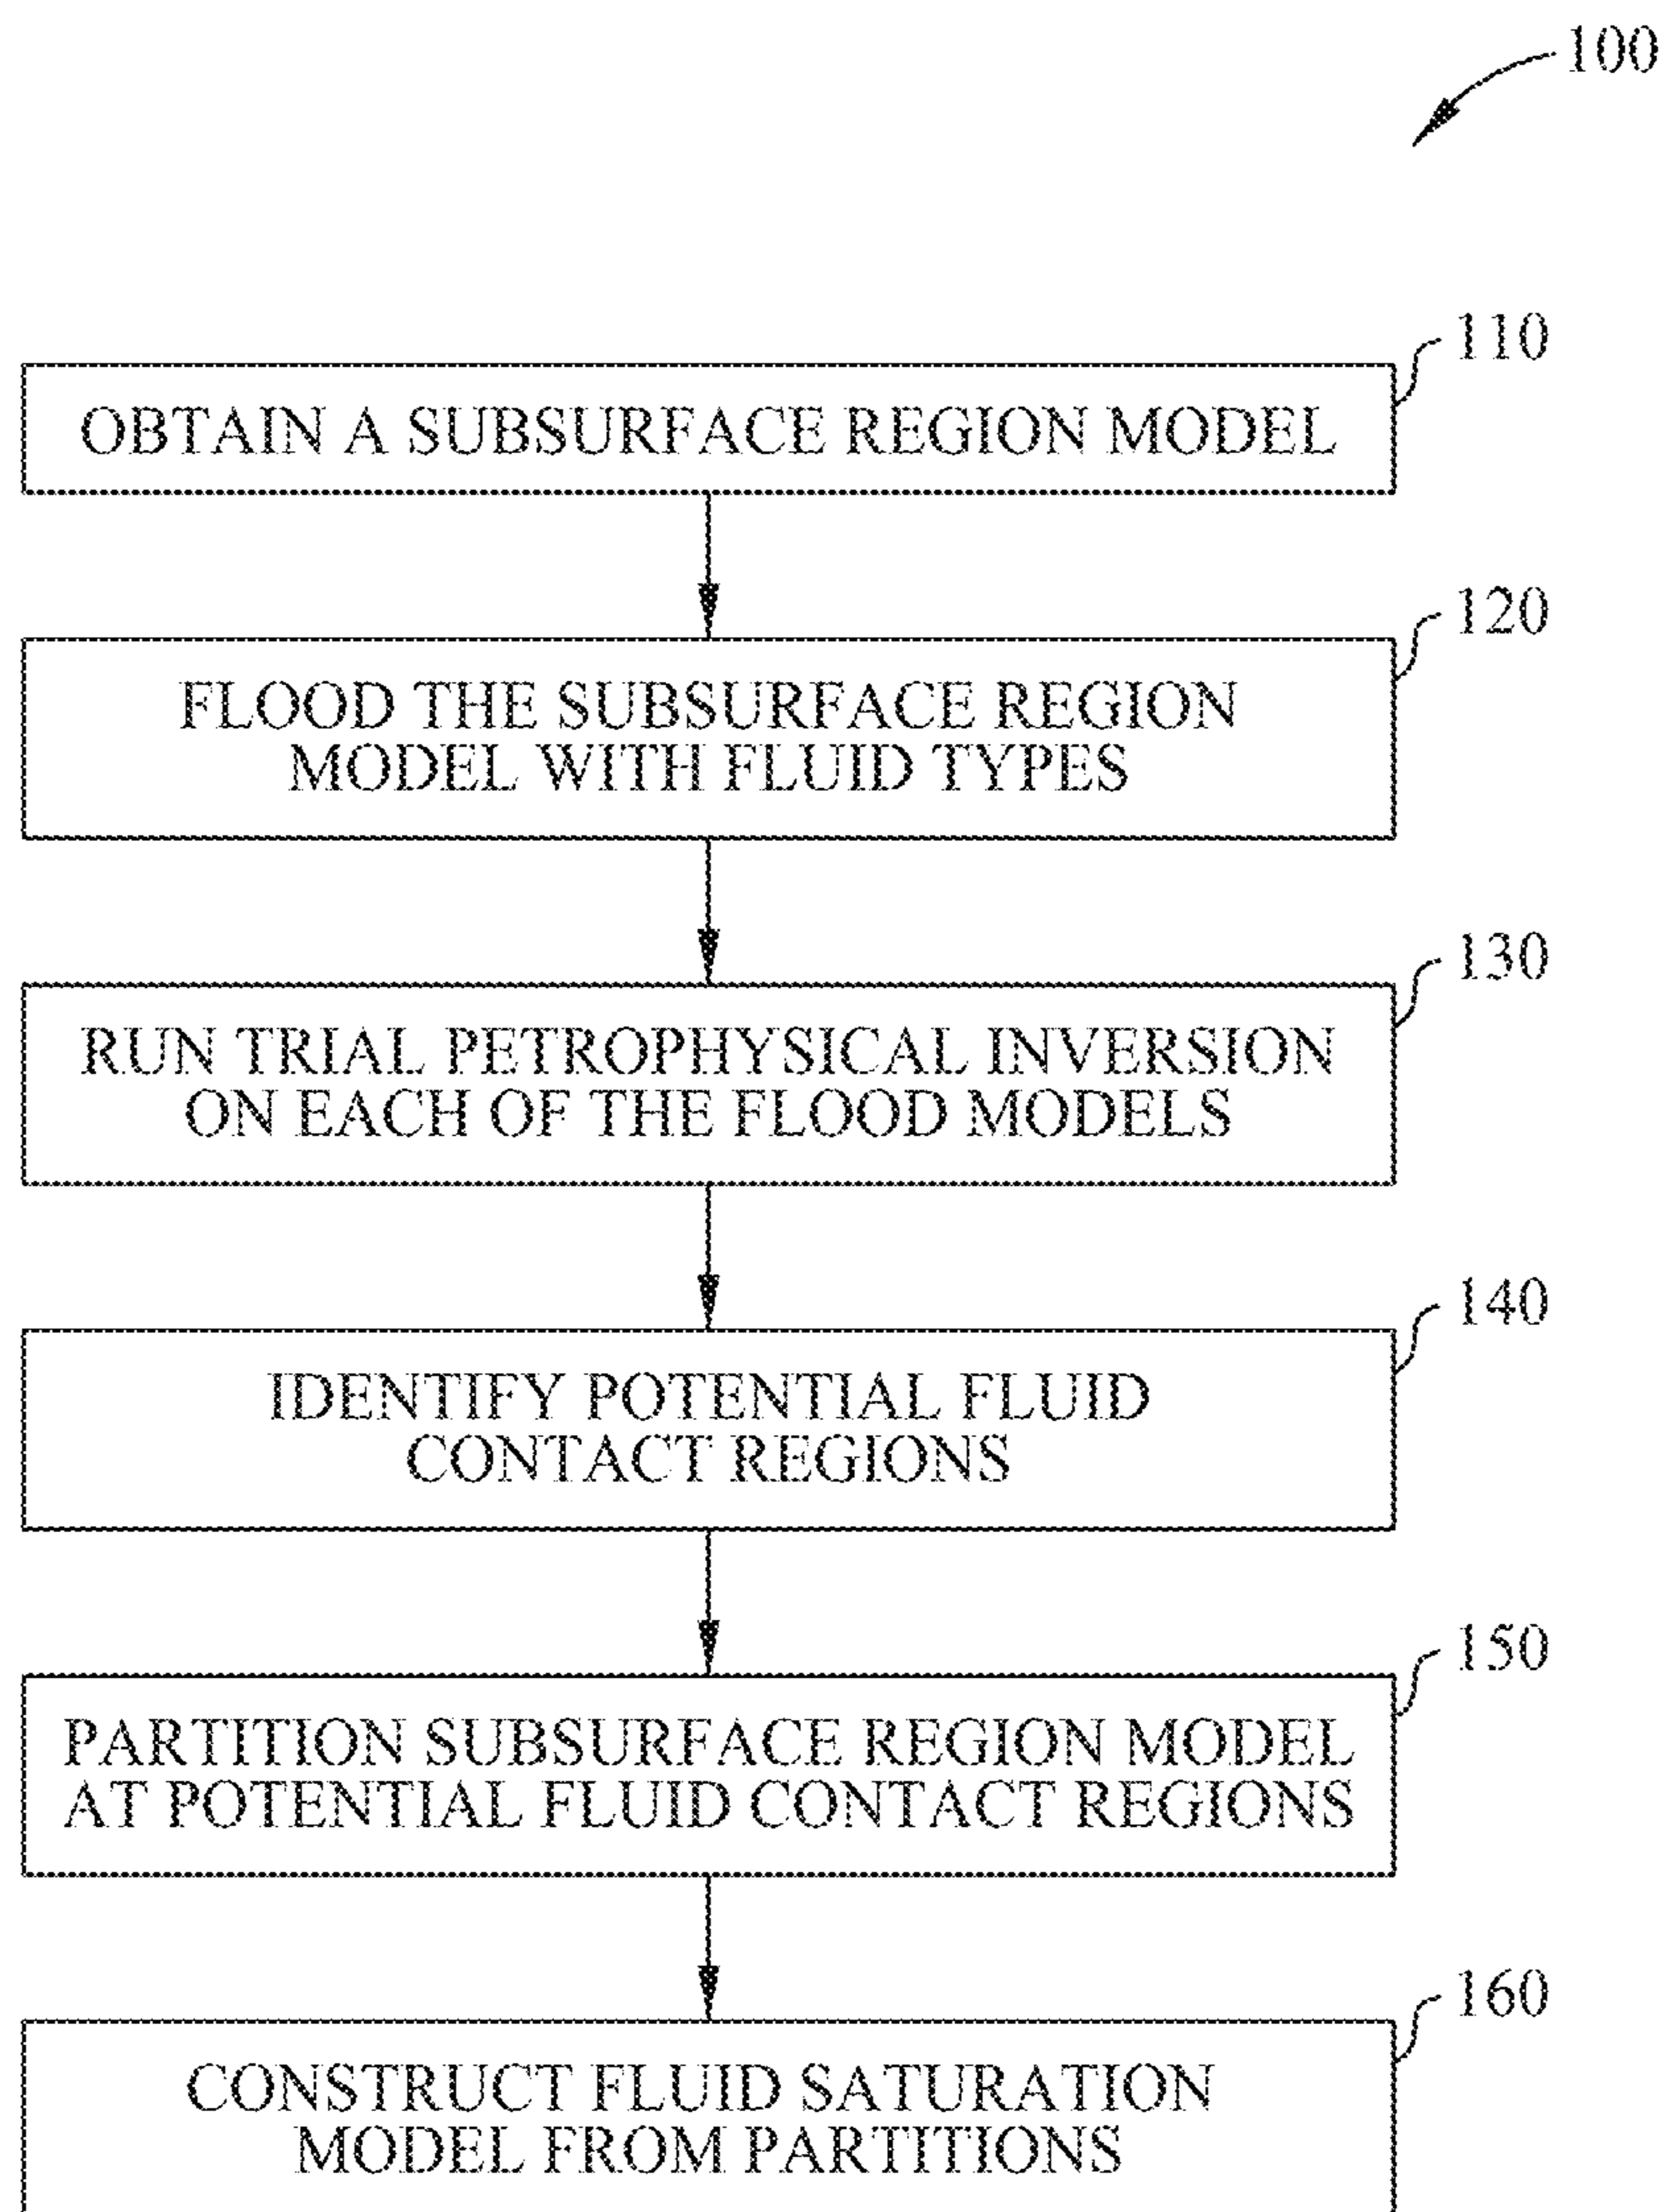 100
110
OBTAIN A SUBSURFACE REGION MODEL
120
FLOOD THE SUBSURFACE REGION
MODEL WITH FLUID TYPES
130
RUN TRIAL PETROPHYSICAL INVERSION
ON EACH OF THE FLOOD MODELS
140
IDENTIFY POTENTIAL FLUID
CONTACT REGIONS
150
PARTITION SUBSURFACE REGION MODEL
AT POTENTIAL FLUID CONTACT REGIONS
160
CONSTRUCT FLUID SATURATION
MODEL FROM PARTITIONS